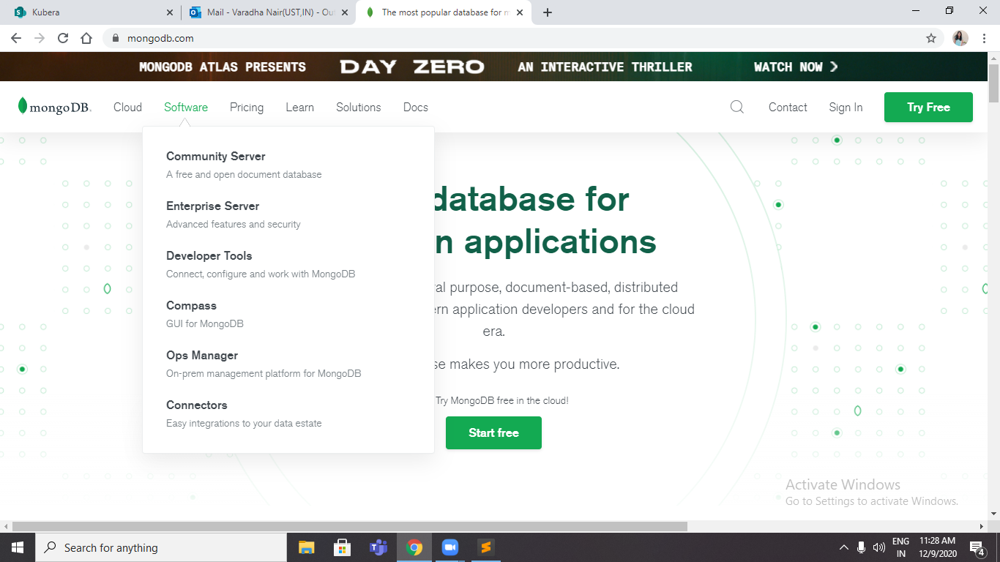 Kubera
Mail - Varadha Nair(UST,IN) - Out
The most popular database for m
mongodb.com
MONGODB ATLAS PRESENTS DAY ZERO AN INTERACTIVE THRILLER WATCH NOW
mongoDB.
Cloud Software Pricing Learn Solutions Docs Contact Sign In Try Free
Community Server
A free and open document database
Enterprise Server
Advanced features and security
Developer Tools
Connect, configure and work with MongoDB
Compass
GUI for MongoDB
Ops Manager
On-prem management platform for MongoDB
Connectors
Easy integrations to your data estate
database for
n applications
al purpose, document-based, distributed
ern application developers and for the cloud
era.
se makes you more productive.
Try MongoDB free in the cloud!
Start free
Activate Windows
Go to Settings to activate Windows.
Search for anything
ENG
IN
11:28 AM
12/9/2020
4